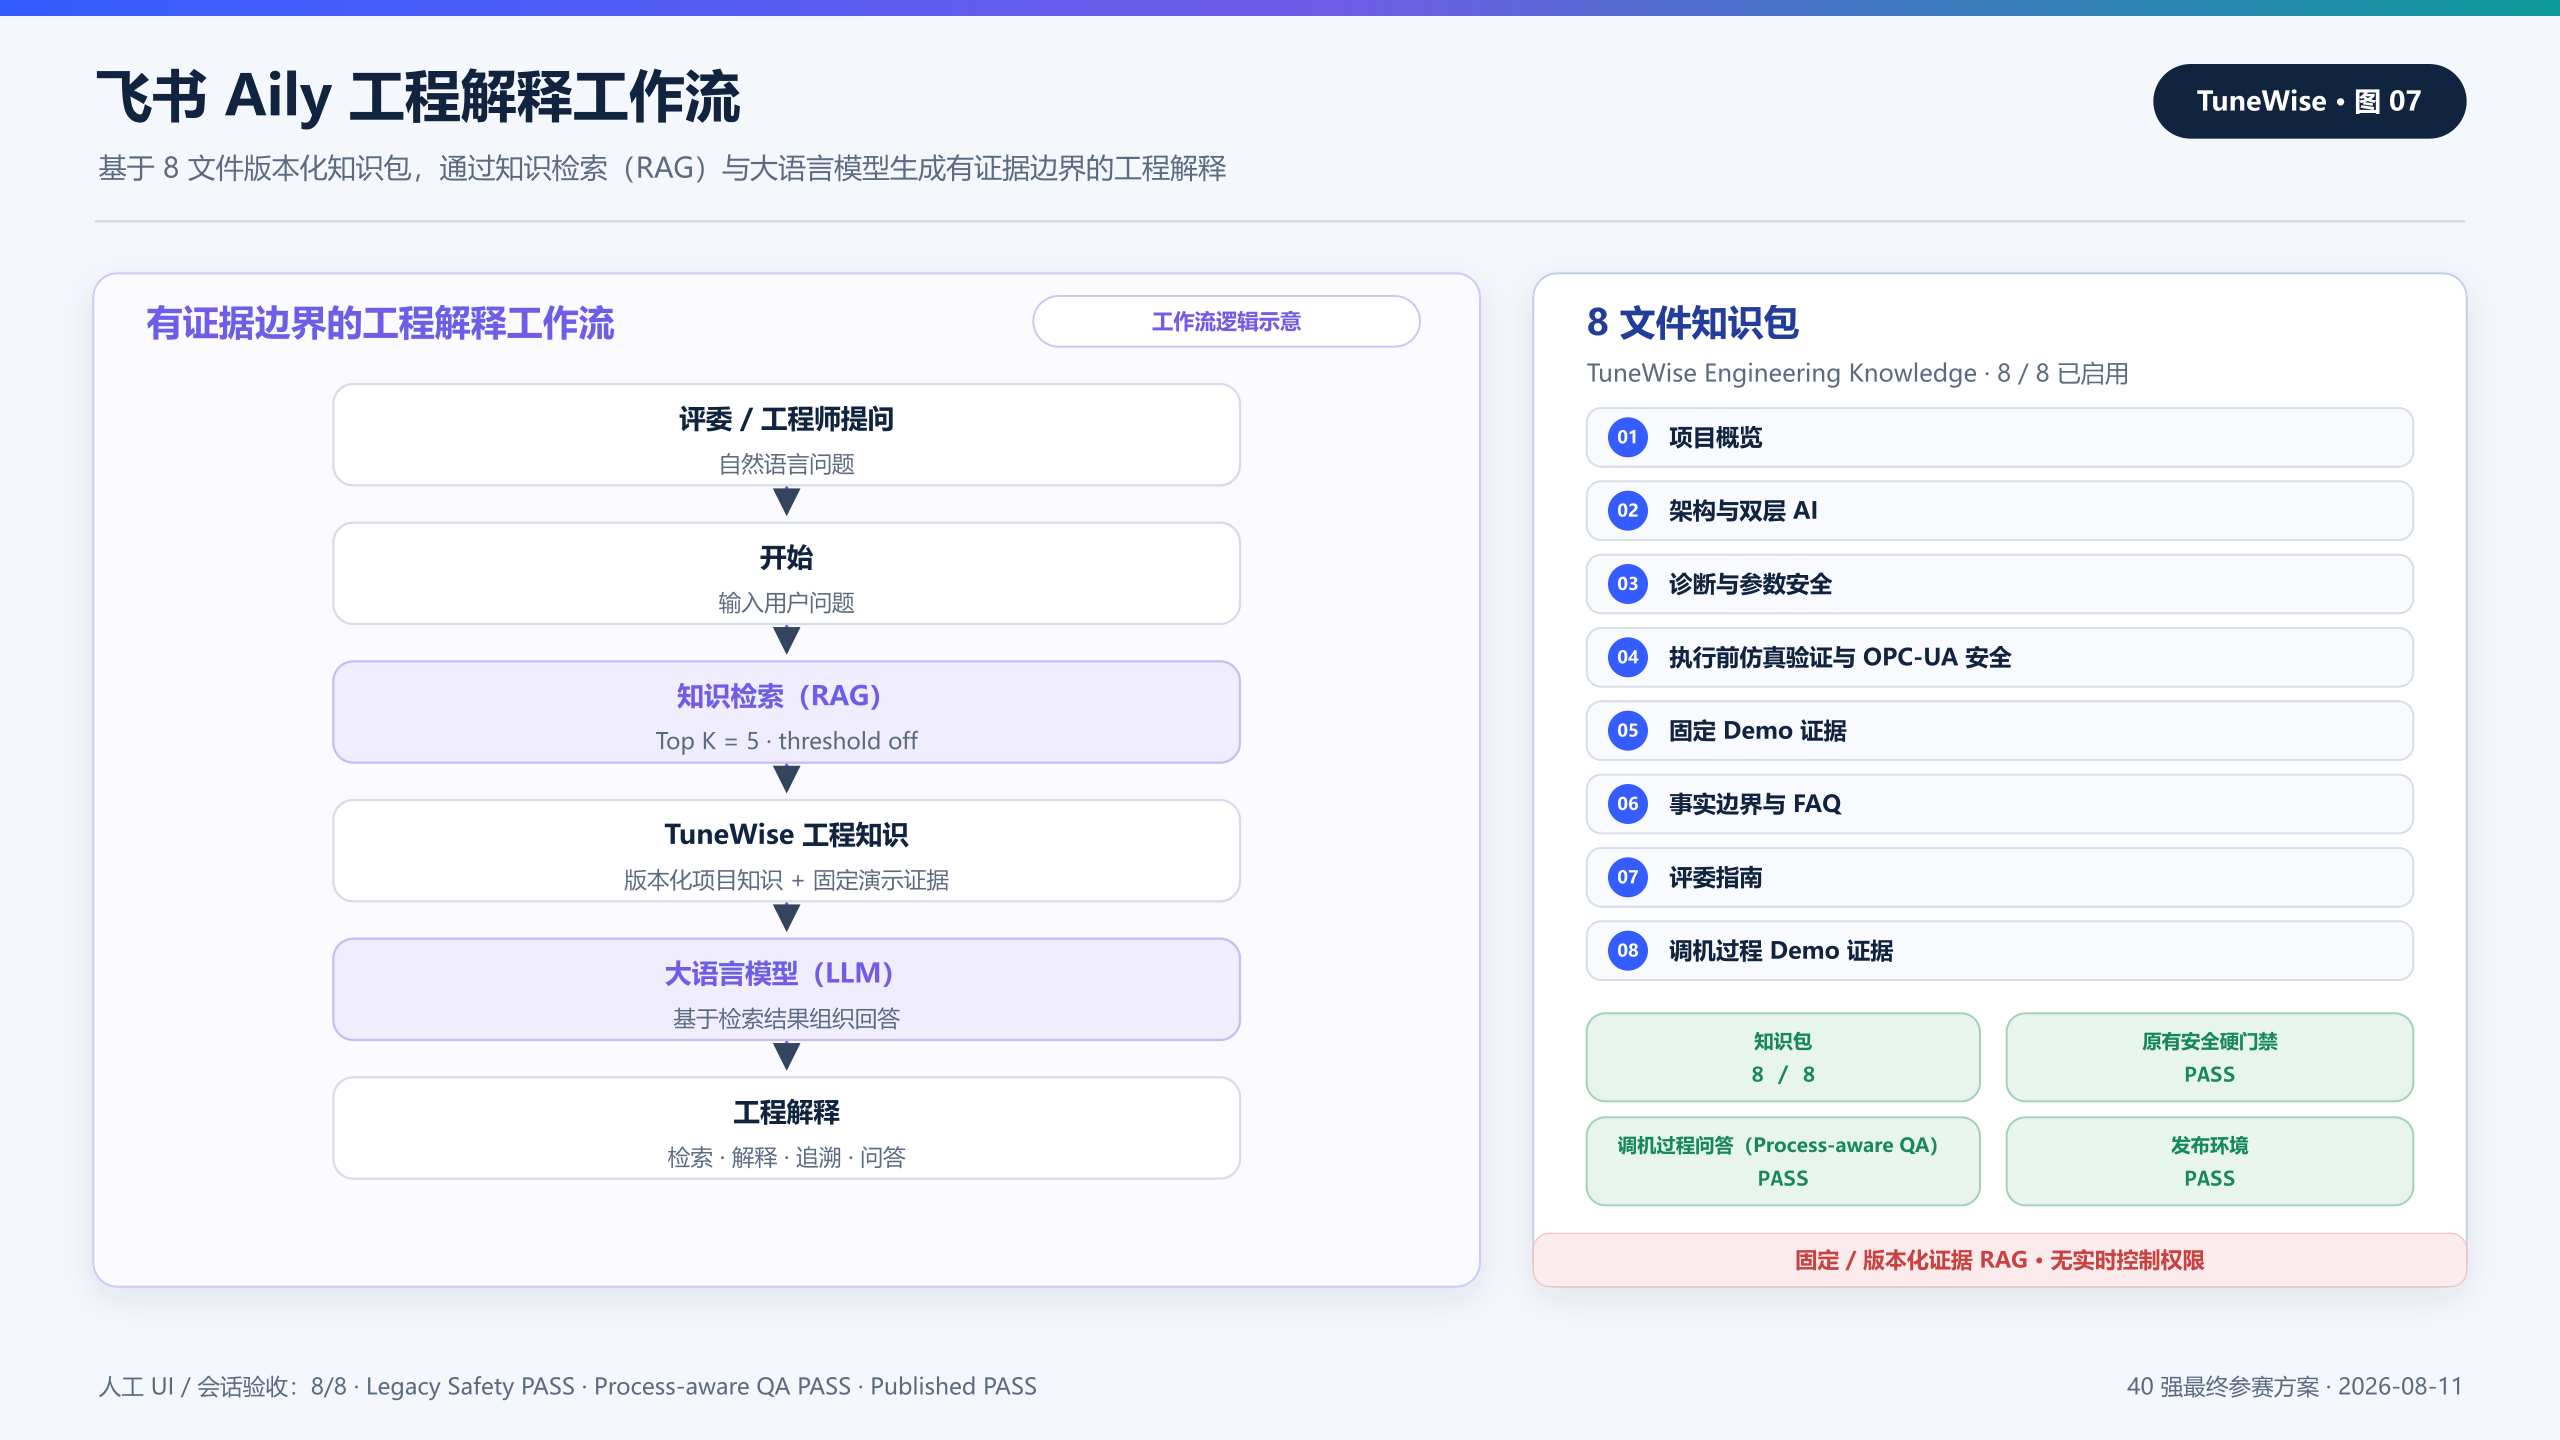 飞书 Aily 工程解释工作流
TuneWise • 图 07
基于 8 文件版本化知识包，通过知识检索（RAG）与大语言模型生成有证据边界的工程解释
有证据边界的工程解释工作流
工作流逻辑示意
评委 / 工程师提问
自然语言问题
开始
输入用户问题
知识检索（RAG）
Top K = 5 · threshold off
TuneWise 工程知识
版本化项目知识 + 固定演示证据
大语言模型（LLM）
基于检索结果组织回答
工程解释
检索 · 解释 · 追溯 · 问答
8 文件知识包
TuneWise Engineering Knowledge · 8 / 8 已启用
01 项目概览
02 架构与双层 AI
03 诊断与参数安全
04 执行前仿真验证与 OPC-UA 安全
05 固定 Demo 证据
06 事实边界与 FAQ
07 评委指南
08 调机过程 Demo 证据
知识包
8 / 8
原有安全硬门禁
PASS
调机过程问答（Process-aware QA）
PASS
发布环境
PASS
固定 / 版本化证据 RAG • 无实时控制权限
人工 UI / 会话验收：8/8 · Legacy Safety PASS · Process-aware QA PASS · Published PASS
40 强最终参赛方案 · 2026-08-11